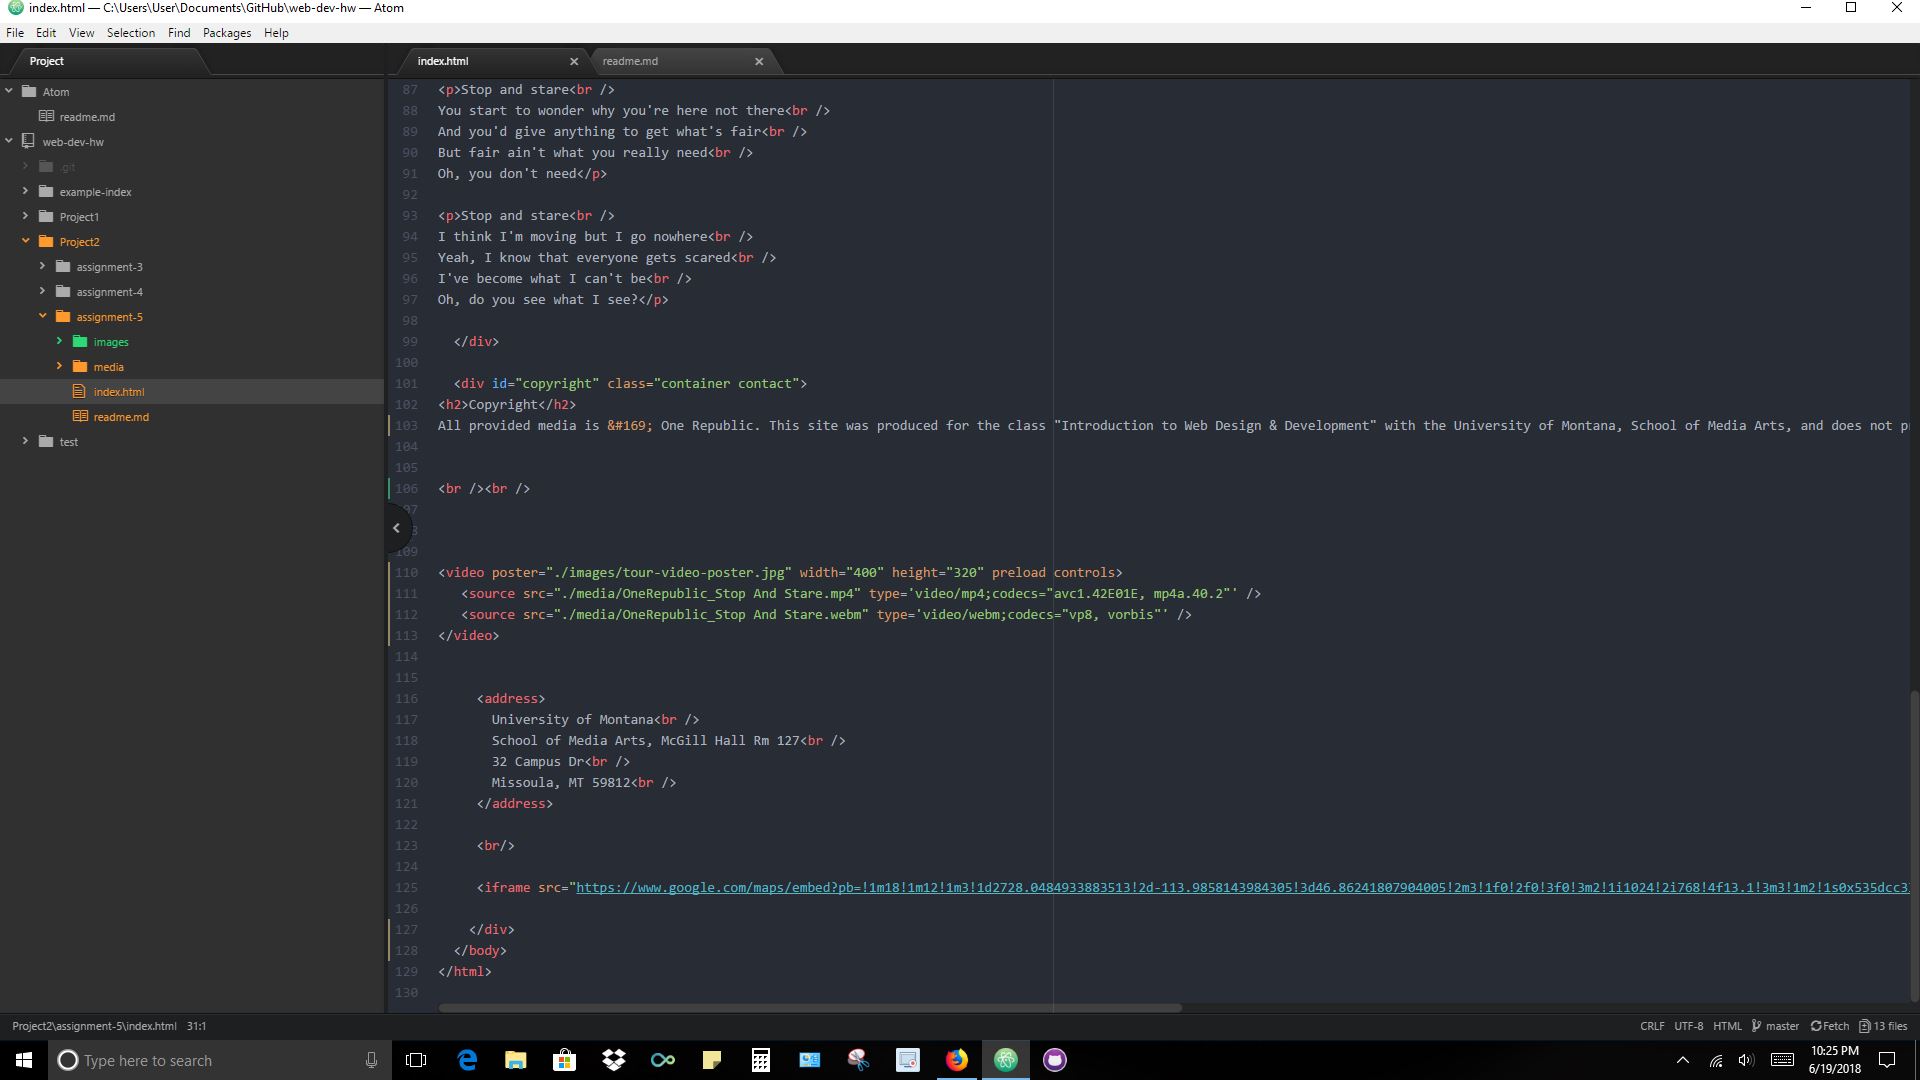 index.html — C:\Users\User\Documents\GitHub\web-dev-hw — Atom
File Edit View Selection Find Packages Help
Project
index.html
readme.md
Atom
readme.md
web-dev-hw
.git
example-index
Project1
Project2
assignment-3
assignment-4
assignment-5
images
media
index.html
readme.md
test
87 <p>Stop and stare<br />
88 You start to wonder why you're here not there<br />
89 And you'd give anything to get what's fair<br />
90 But fair ain't what you really need<br />
91 Oh, you don't need</p>
92
93 <p>Stop and stare<br />
94 I think I'm moving but I go nowhere<br />
95 Yeah, I know that everyone gets scared<br />
96 I've become what I can't be<br />
97 Oh, do you see what I see?</p>
98
99 </div>
100
101 <div id="copyright" class="container contact">
102 <h2>Copyright</h2>
103 All provided media is &#169; One Republic. This site was produced for the class "Introduction to Web Design & Development" with the University of Montana, School of Media Arts, and does not p
104
105
106 <br /><br />
07
8
109
110 <video poster="./images/tour-video-poster.jpg" width="400" height="320" preload controls>
111 <source src="./media/OneRepublic_Stop And Stare.mp4" type='video/mp4;codecs="avc1.42E01E, mp4a.40.2"' />
112 <source src="./media/OneRepublic_Stop And Stare.webm" type='video/webm;codecs="vp8, vorbis"' />
113 </video>
114
115
116 <address>
117 University of Montana<br />
118 School of Media Arts, McGill Hall Rm 127<br />
119 32 Campus Dr<br />
120 Missoula, MT 59812<br />
121 </address>
122
123 <br/>
124
125 <iframe src="https://www.google.com/maps/embed?pb=!1m18!1m12!1m3!1d2728.0484933883513!2d-113.9858143984305!3d46.86241807904005!2m3!1f0!2f0!3f0!3m2!1i1024!2i768!4f13.1!3m3!1m2!1s0x535dcc3
126
127 </div>
128 </body>
129 </html>
130
Project2\assignment-5\index.html 31:1
CRLF UTF-8 HTML master Fetch 13 files
Type here to search
10:25 PM
6/19/2018